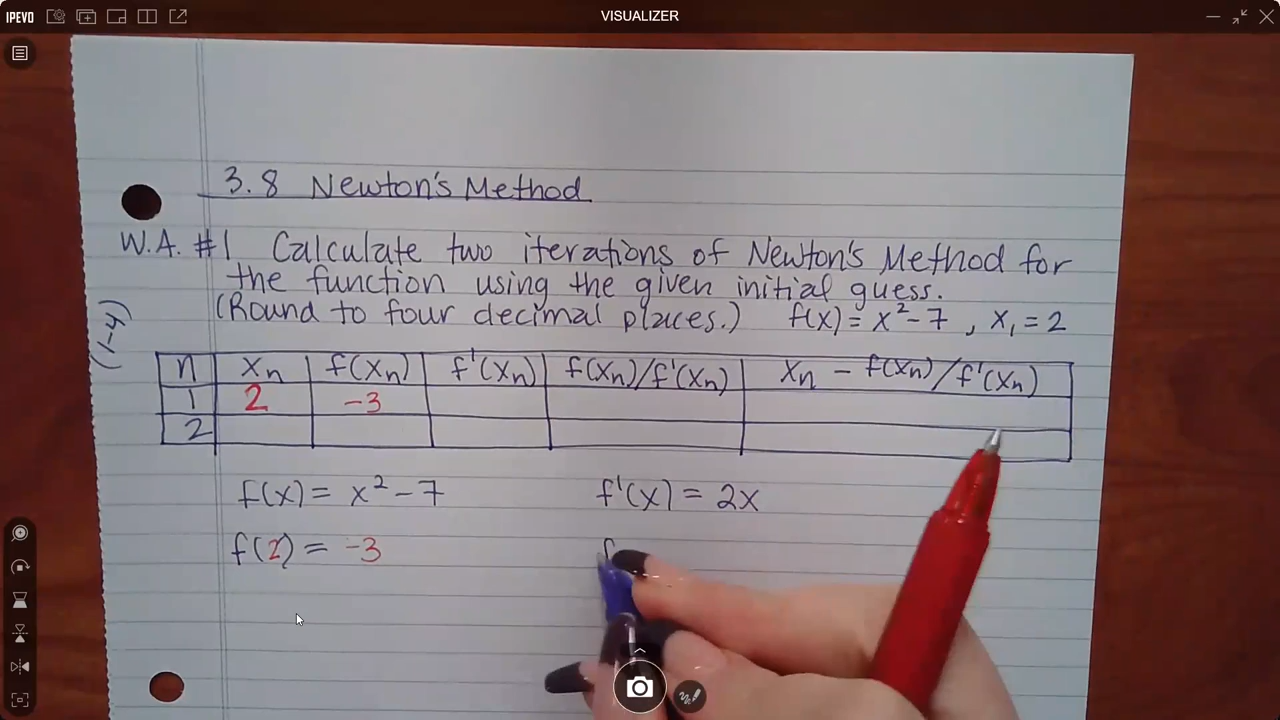 IPEVO
VISUALIZER
3.8 Newton's Method
W.A. #1 Calculate two iterations of Newton's Method for
the function using the given initial guess.
(Round to four decimal places.) f(x) = x² - 7 , x₁ = 2
(1-4)
n xₙ f(xₙ) f'(xₙ) f(xₙ)/f'(xₙ) xₙ - f(xₙ)/f'(xₙ)
1 2 -3
2
f(x) = x² - 7 f'(x) = 2x
f(2) = -3 f